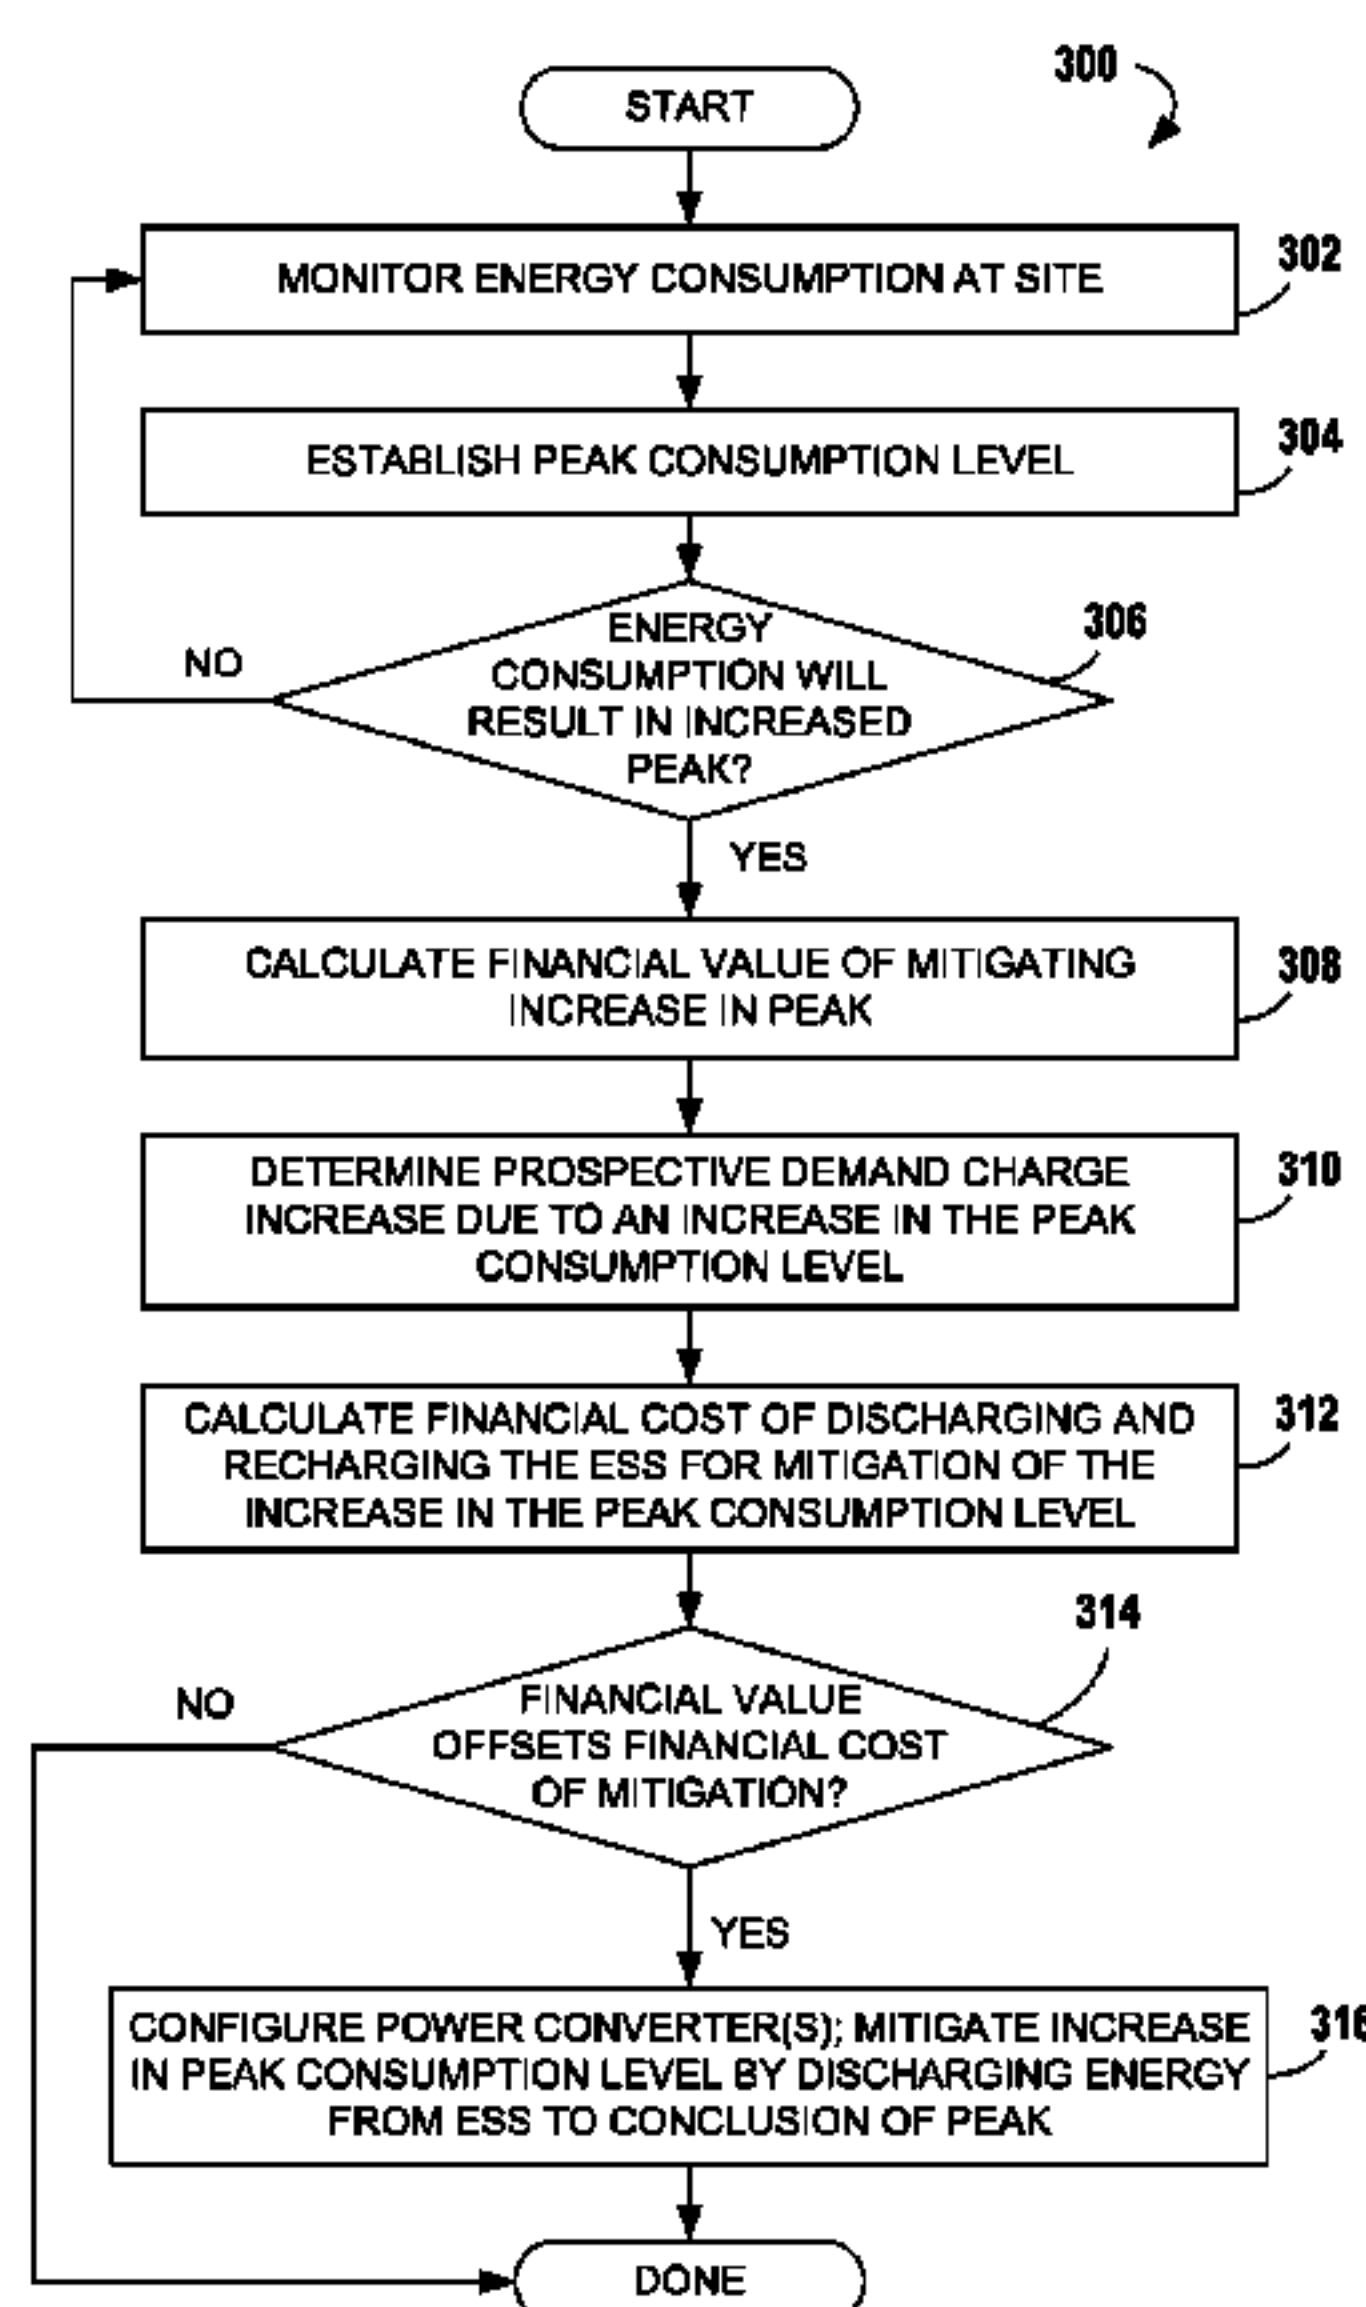 300
START
MONITOR ENERGY CONSUMPTION AT SITE
302
ESTABLISH PEAK CONSUMPTION LEVEL
304
ENERGY
CONSUMPTION WILL
RESULT IN INCREASED
PEAK?
306
NO
YES
CALCULATE FINANCIAL VALUE OF MITIGATING
INCREASE IN PEAK
308
DETERMINE PROSPECTIVE DEMAND CHARGE
INCREASE DUE TO AN INCREASE IN THE PEAK
CONSUMPTION LEVEL
310
CALCULATE FINANCIAL COST OF DISCHARGING AND
RECHARGING THE ESS FOR MITIGATION OF THE
INCREASE IN THE PEAK CONSUMPTION LEVEL
312
314
NO
FINANCIAL VALUE
OFFSETS FINANCIAL COST
OF MITIGATION?
YES
CONFIGURE POWER CONVERTER(S); MITIGATE INCREASE
IN PEAK CONSUMPTION LEVEL BY DISCHARGING ENERGY
FROM ESS TO CONCLUSION OF PEAK
316
DONE